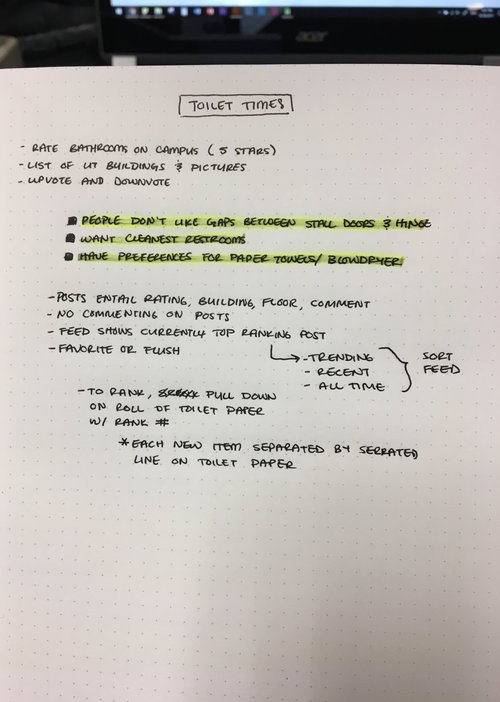 acer
TOILET TIMES
- RATE BATHROOMS ON CAMPUS (5 STARS)
- LIST OF UT BUILDINGS & PICTURES
- UPVOTE AND DOWNVOTE
■ PEOPLE DON'T LIKE GAPS BETWEEN STALL DOORS & HINGE
■ WANT CLEANEST RESTROOMS
■ HAVE PREFERENCES FOR PAPER TOWELS/BLOWDRYER
- POSTS ENTAIL RATING, BUILDING, FLOOR, COMMENT
- NO COMMENTING ON POSTS
- FEED SHOWS CURRENTLY TOP RANKING POST
- FAVORITE OR FLUSH
- TRENDING
- RECENT
- ALL TIME
SORT
FEED
- TO RANK, PULL DOWN
ON ROLL OF TOILET PAPER
W/ RANK #
* EACH NEW ITEM SEPARATED BY SERRATED
LINE ON TOILET PAPER